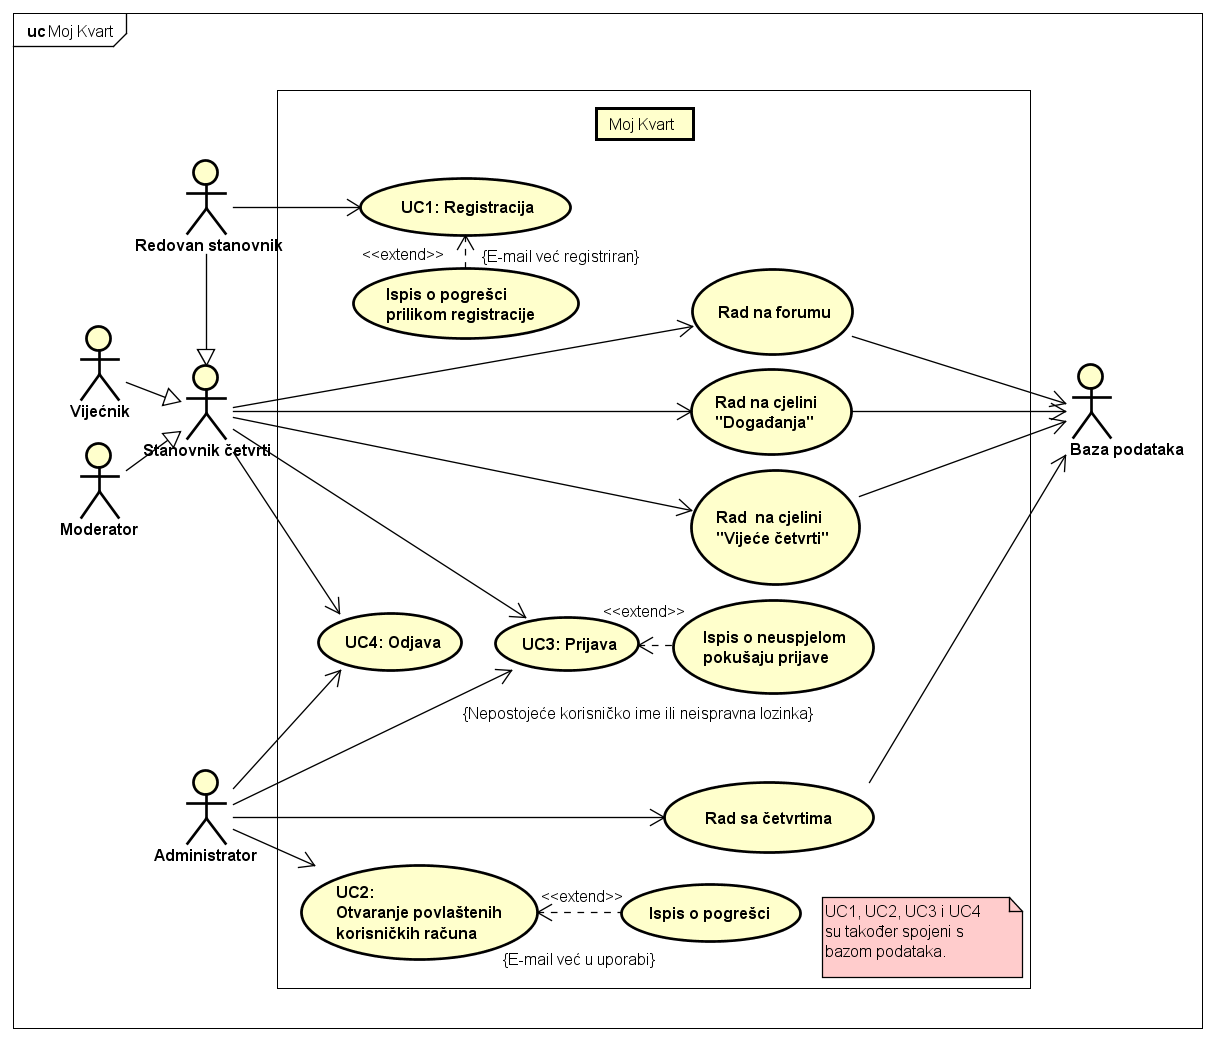 uc Moj Kvart
Moj Kvart
UC1: Registracija
Redovan stanovnik
<<extend>>
{E-mail već registriran}
Ispis o pogrešci
prilikom registracije
Rad na forumu
Vijećnik
Rad na cjelini
"Događanja"
Stanovnik četvrti
Baza podataka
Moderator
Rad  na cjelini
"Vijeće četvrti"
<<extend>>
UC4: Odjava
UC3: Prijava
Ispis o neuspjelom
pokušaju prijave
{Nepostojeće korisničko ime ili neispravna lozinka}
Rad sa četvrtima
Administrator
UC2:
Otvaranje povlaštenih
korisničkih računa
<<extend>>
Ispis o pogrešci
{E-mail već u uporabi}
UC1, UC2, UC3 i UC4
su također spojeni s
bazom podataka.